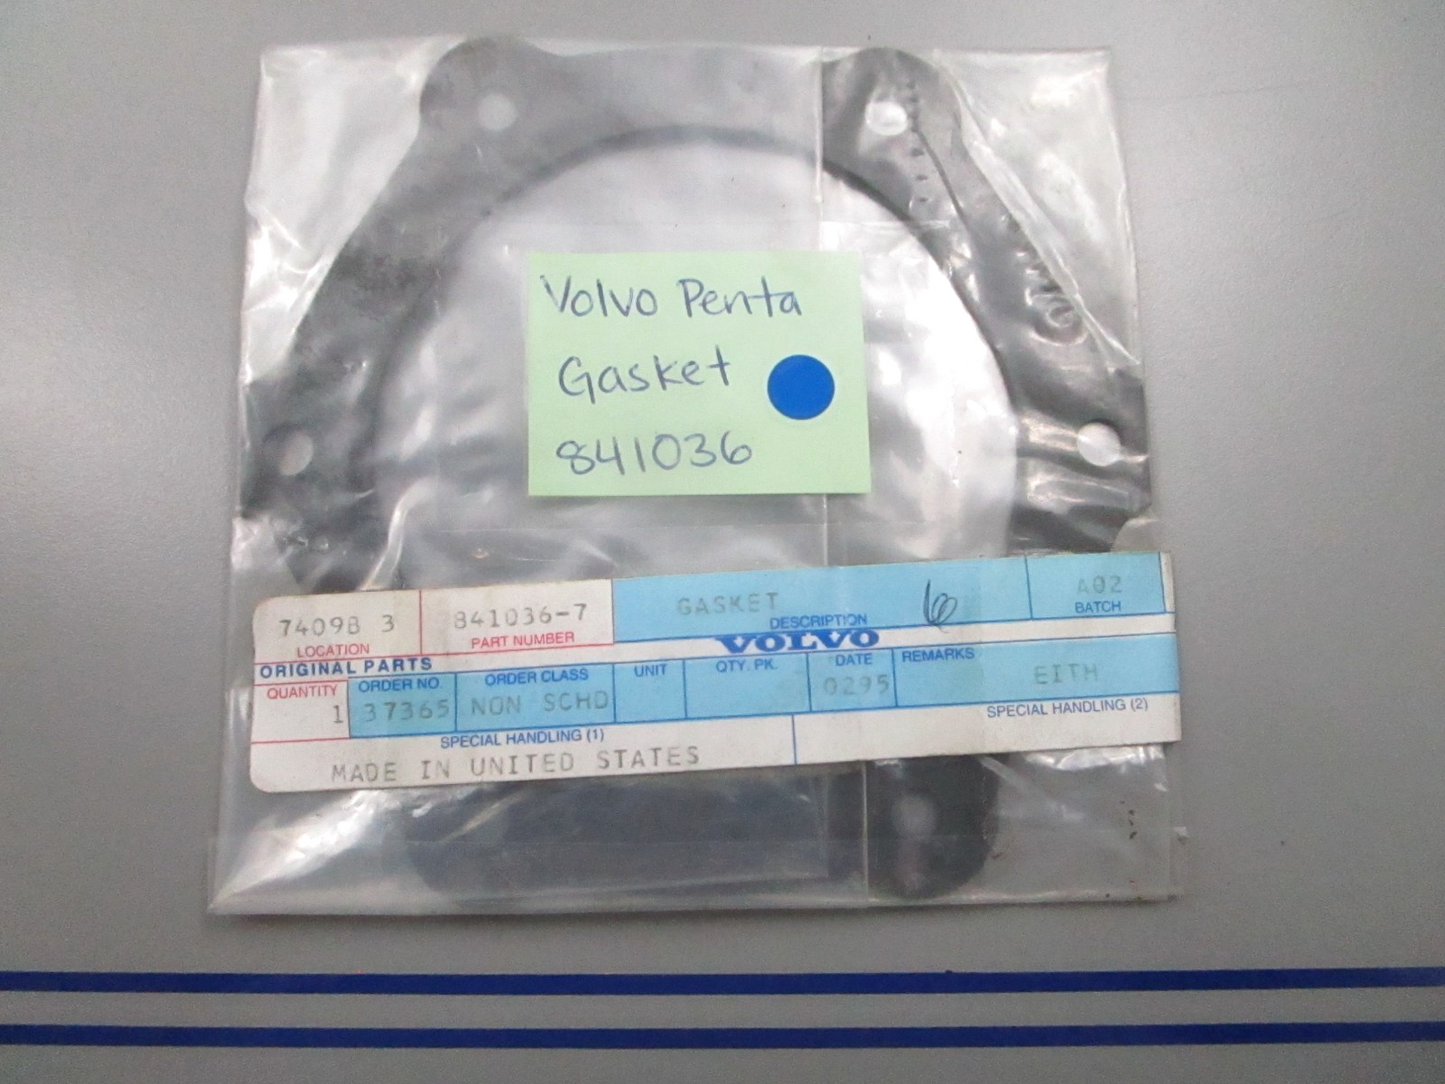 Volvo Penta
Gasket
841036
7409B 3
LOCATION
841036-7
PART NUMBER
GASKET
DESCRIPTION
A02
BATCH
VOLVO
ORIGINAL PARTS
QUANTITY
1
ORDER NO.
37365
ORDER CLASS
NON SCHD
UNIT
QTY. PK.
DATE
0295
REMARKS
EITH
SPECIAL HANDLING (1)
MADE IN UNITED STATES
SPECIAL HANDLING (2)